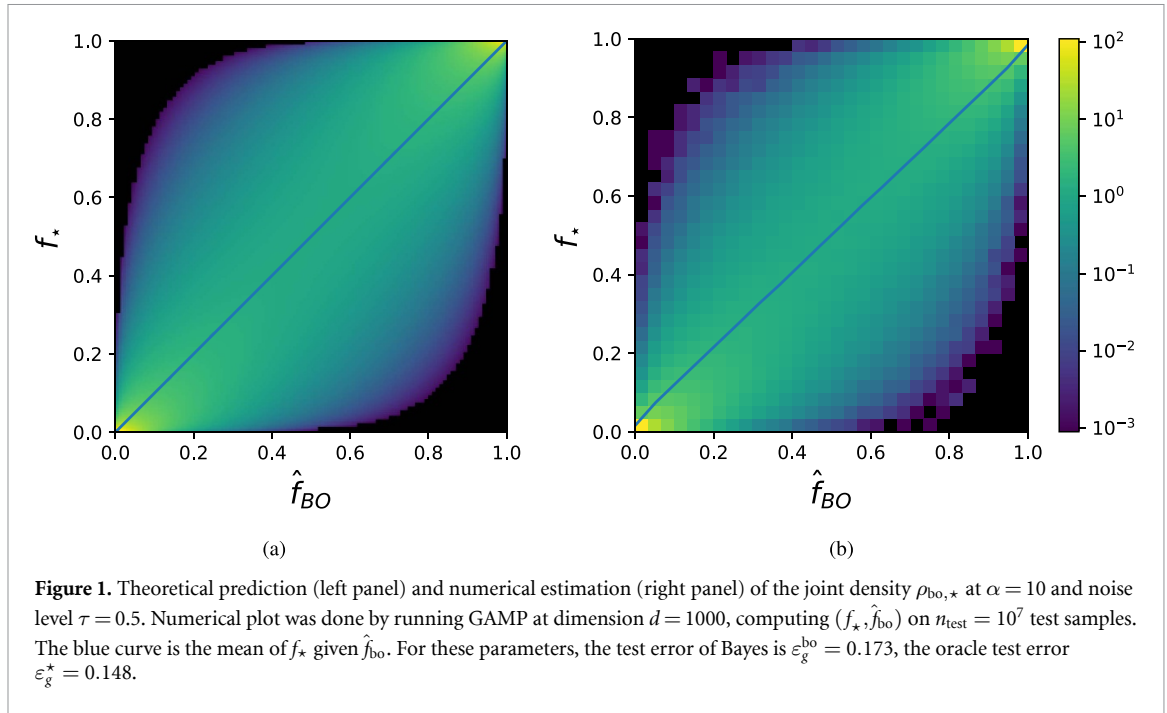 1.0
0.8
0.6
0.4
0.2
0.0
f⋆
0.0 0.2 0.4 0.6 0.8 1.0
f̂BO
(a)
1.0
0.8
0.6
0.4
0.2
0.0
f⋆
0.0 0.2 0.4 0.6 0.8 1.0
f̂BO
(b)
10²
10¹
10⁰
10⁻¹
10⁻²
10⁻³
Figure 1. Theoretical prediction (left panel) and numerical estimation (right panel) of the joint density ρbo,⋆ at α = 10 and noise
level τ = 0.5. Numerical plot was done by running GAMP at dimension d = 1000, computing (f⋆, f̂bo) on ntest = 10⁷ test samples.
The blue curve is the mean of f⋆ given f̂bo. For these parameters, the test error of Bayes is εg^bo = 0.173, the oracle test error
εg^⋆ = 0.148.